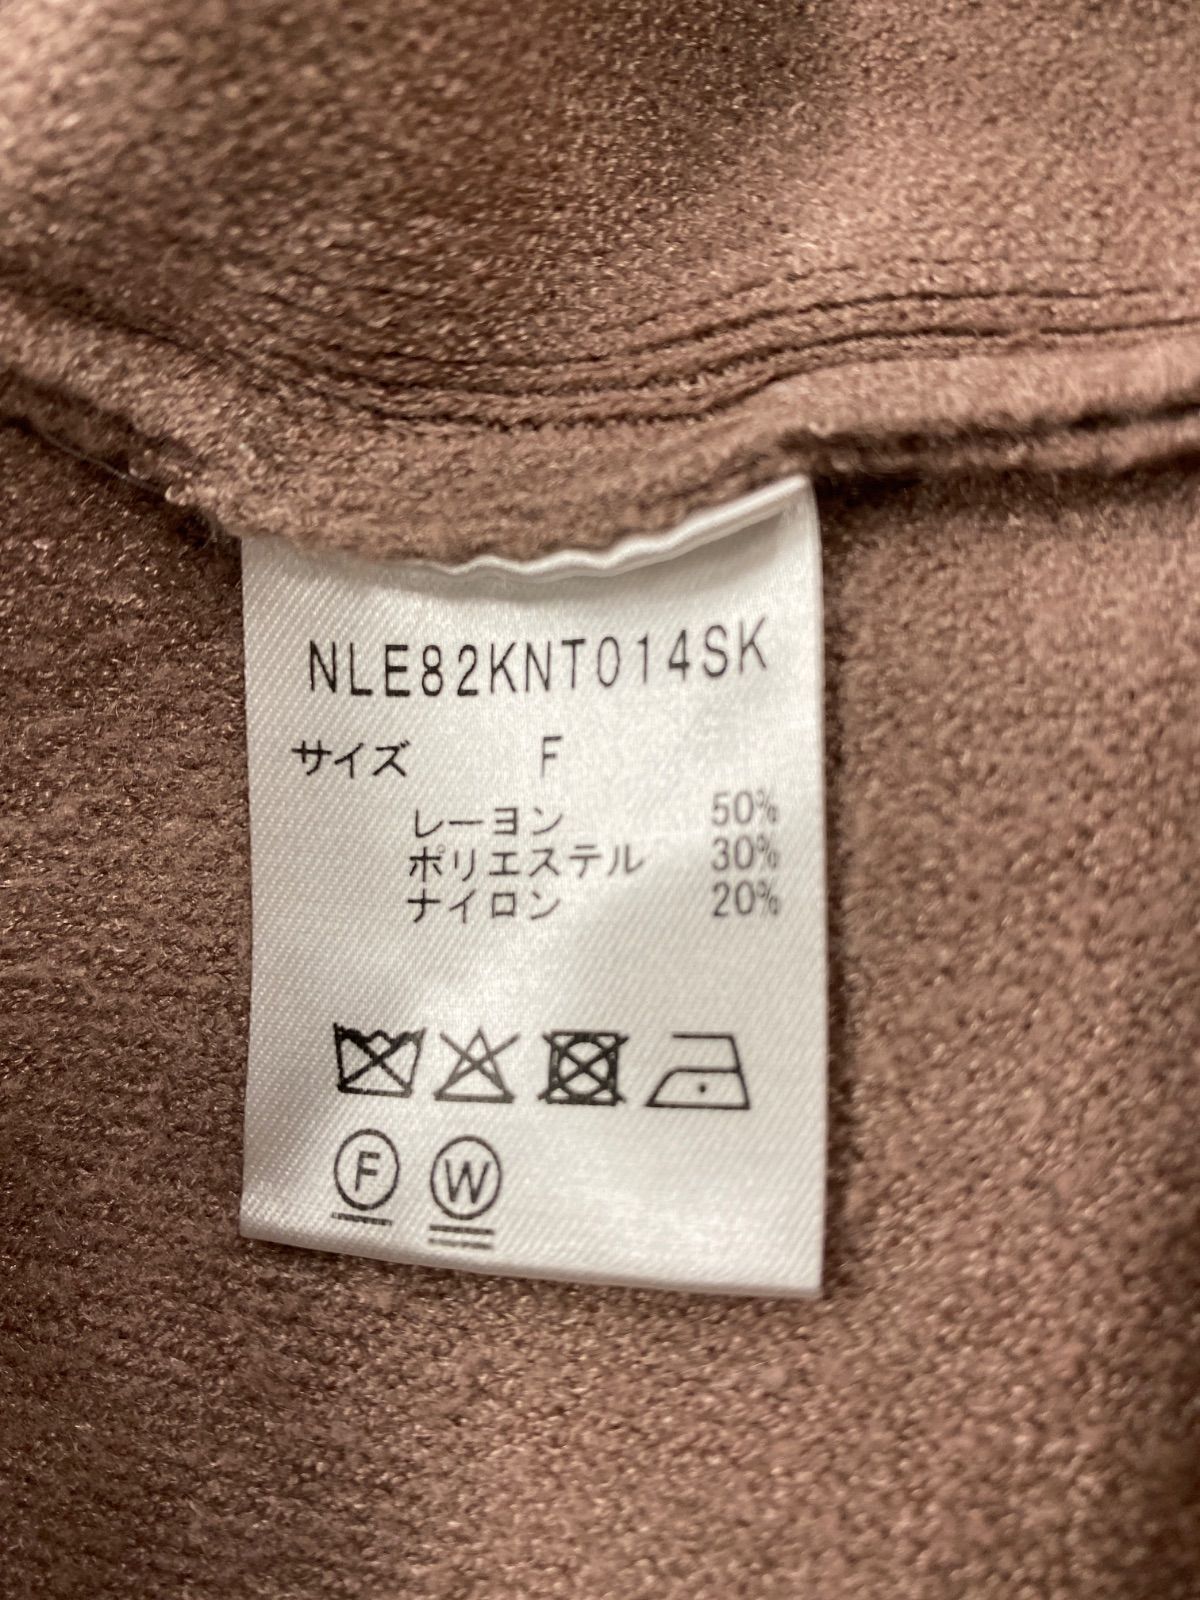 NLE82KNT014SK
サイズ F
レーヨン 50%
ポリエステル 30%
ナイロン 20%
F W